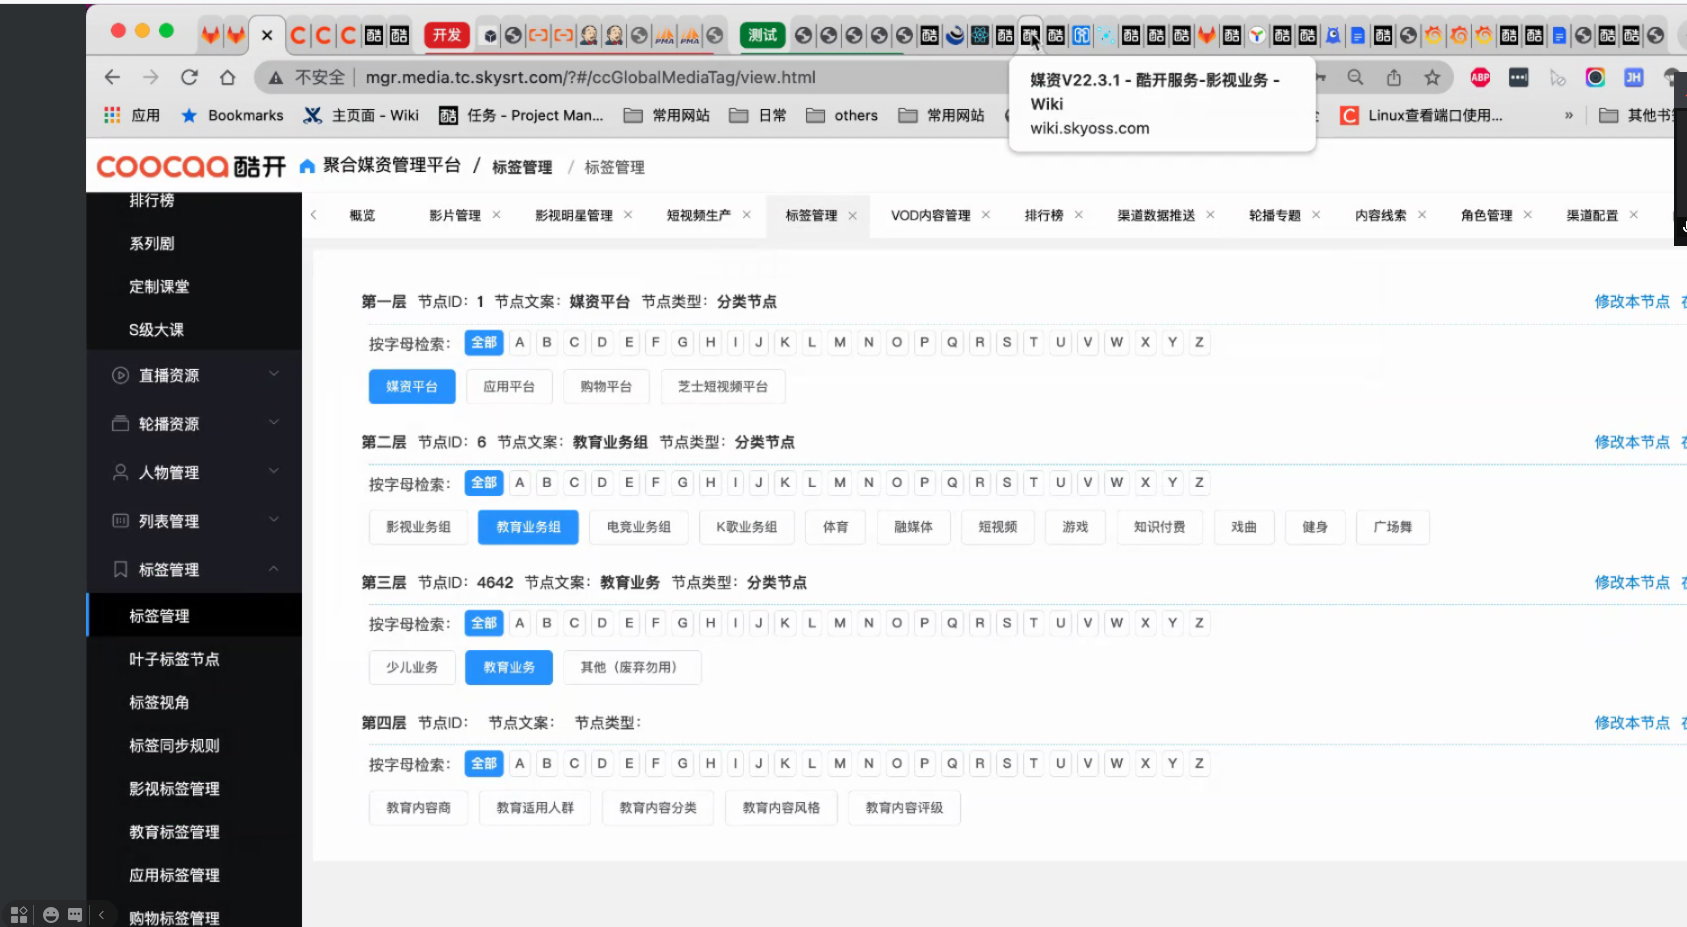 开发
测试
不安全 | mgr.media.tc.skysrt.com/?#/ccGlobalMediaTag/view.html
ABP
JH
媒资V22.3.1 - 酷开服务-影视业务 -
Wiki
wiki.skyoss.com
应用 Bookmarks 主页面 - Wiki 酷 任务 - Project Man... 常用网站 日常 others 常用网站 C Linux查看端口使用... » 其他书
coocaa酷开 聚合媒资管理平台 / 标签管理 / 标签管理
概览 影片管理 × 影视明星管理 × 短视频生产 × 标签管理 × VOD内容管理 × 排行榜 × 渠道数据推送 × 轮播专题 × 内容线索 × 角色管理 × 渠道配置 ×
排行榜
系列剧
定制课堂
S级大课
直播资源
轮播资源
人物管理
列表管理
标签管理
标签管理
叶子标签节点
标签视角
标签同步规则
影视标签管理
教育标签管理
应用标签管理
购物标签管理
第一层 节点ID: 1 节点文案: 媒资平台 节点类型: 分类节点 修改本节点
按字母检索: 全部 A B C D E F G H I J K L M N O P Q R S T U V W X Y Z
媒资平台 应用平台 购物平台 芝士短视频平台
第二层 节点ID: 6 节点文案: 教育业务组 节点类型: 分类节点 修改本节点
按字母检索: 全部 A B C D E F G H I J K L M N O P Q R S T U V W X Y Z
影视业务组 教育业务组 电竞业务组 K歌业务组 体育 融媒体 短视频 游戏 知识付费 戏曲 健身 广场舞
第三层 节点ID: 4642 节点文案: 教育业务 节点类型: 分类节点 修改本节点
按字母检索: 全部 A B C D E F G H I J K L M N O P Q R S T U V W X Y Z
少儿业务 教育业务 其他（废弃勿用）
第四层 节点ID: 节点文案: 节点类型: 修改本节点
按字母检索: 全部 A B C D E F G H I J K L M N O P Q R S T U V W X Y Z
教育内容商 教育适用人群 教育内容分类 教育内容风格 教育内容评级